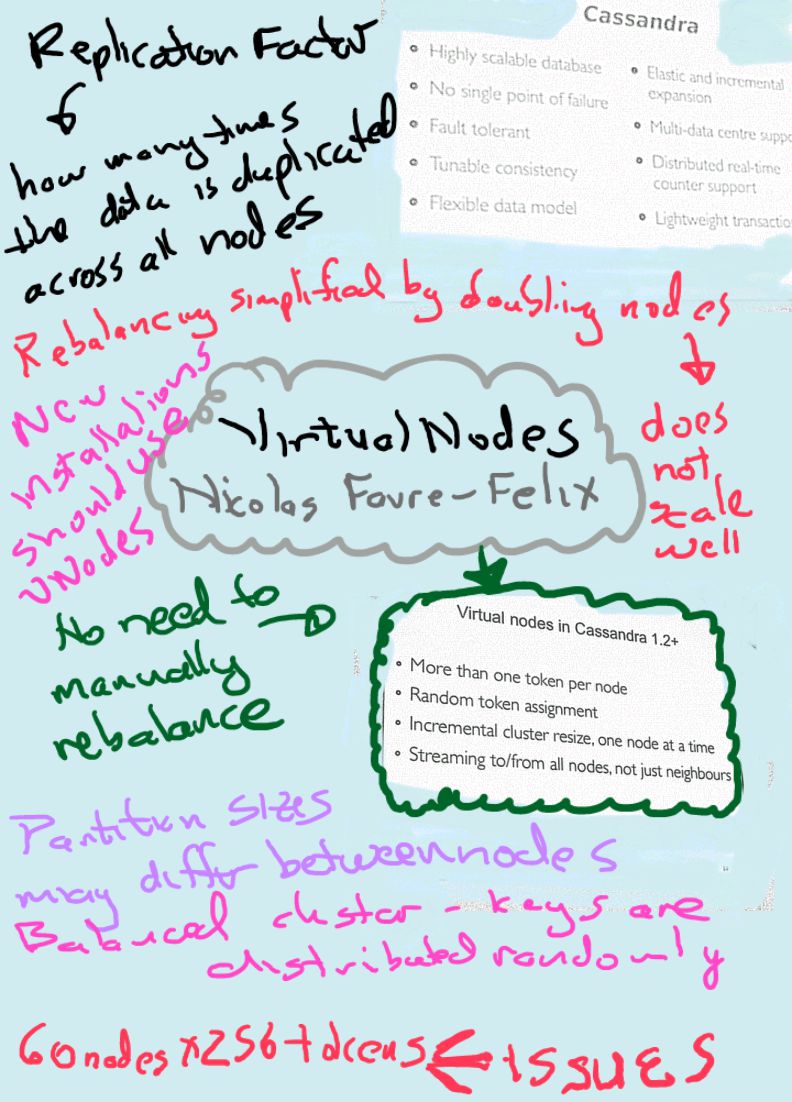 Replication Factor
how many times
the data is duplicated
across all nodes
Cassandra
• Highly scalable database
• No single point of failure
• Fault tolerant
• Tunable consistency
• Flexible data model
• Elastic and incremental
expansion
• Multi-data centre suppo
• Distributed real-time
counter support
• Lightweight transactio
Rebalancing simplified by doubling nodes
does
not
scale
well
New
installations
should use
vNodes
Virtual Nodes
Nicolas Favre-Felix
No need to
manually
rebalance
Virtual nodes in Cassandra 1.2+
• More than one token per node
• Random token assignment
• Incremental cluster resize, one node at a time
• Streaming to/from all nodes, not just neighbours
Partition sizes
may differ between nodes
Balanced cluster - keys are
distributed randomly
60 nodes x 256 tokens ← issues